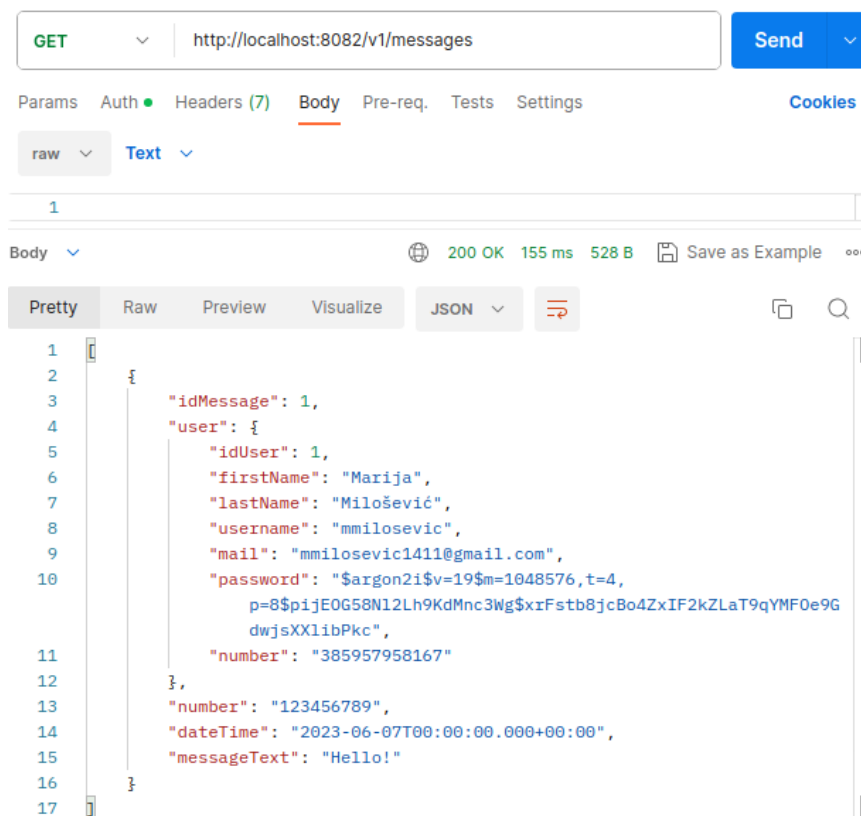 GET http://localhost:8082/v1/messages Send
Params Auth Headers (7) Body Pre-req. Tests Settings Cookies
raw Text
1
Body 200 OK 155 ms 528 B Save as Example
Pretty Raw Preview Visualize JSON
1 [
2 {
3 "idMessage": 1,
4 "user": {
5 "idUser": 1,
6 "firstName": "Marija",
7 "lastName": "Milošević",
8 "username": "mmilosevic",
9 "mail": "mmilosevic1411@gmail.com",
10 "password": "$argon2i$v=19$m=1048576,t=4,
p=8$pijEOG58Nl2Lh9KdMnc3Wg$xrFstb8jcBo4ZxIF2kZLaT9qYMFOe9G
dwjsXXlibPkc",
11 "number": "385957958167"
12 },
13 "number": "123456789",
14 "dateTime": "2023-06-07T00:00:00.000+00:00",
15 "messageText": "Hello!"
16 }
17 ]